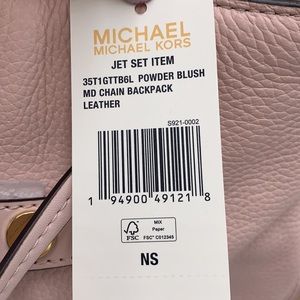 MICHAEL
MICHAEL KORS
JET SET ITEM
35T1GTTB6L POWDER BLUSH
MD CHAIN BACKPACK
LEATHER
S921-0002
1 94900 49121 8
FSC
MIX
Paper
FSC® C012345
NS